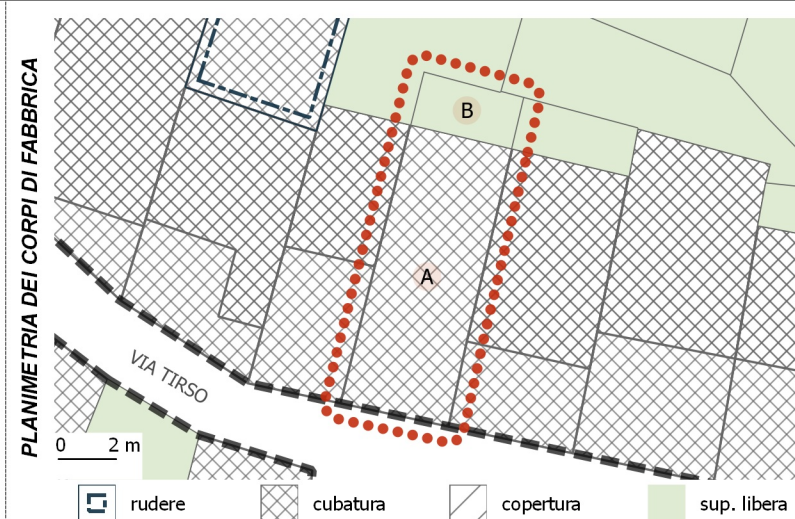 PLANIMETRIA DEI CORPI DI FABBRICA
B
A
VIA TIRSO
0 2 m
rudere cubatura copertura sup. libera